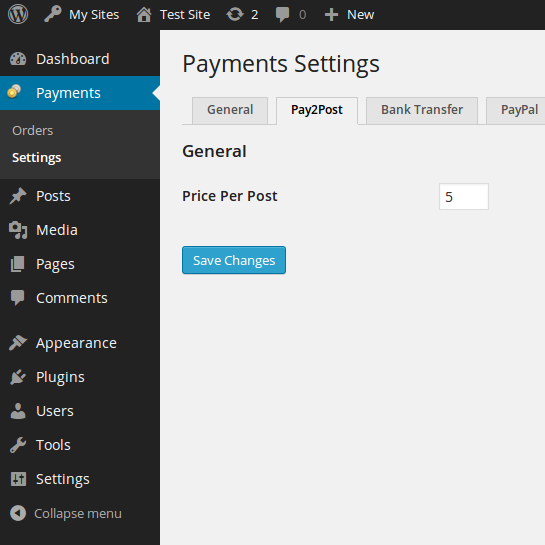 My Sites Test Site 2 0 New
Dashboard
Payments
Orders
Settings
Posts
Media
Pages
Comments
Appearance
Plugins
Users
Tools
Settings
Collapse menu
Payments Settings
General Pay2Post Bank Transfer PayPal
General
Price Per Post 5
Save Changes